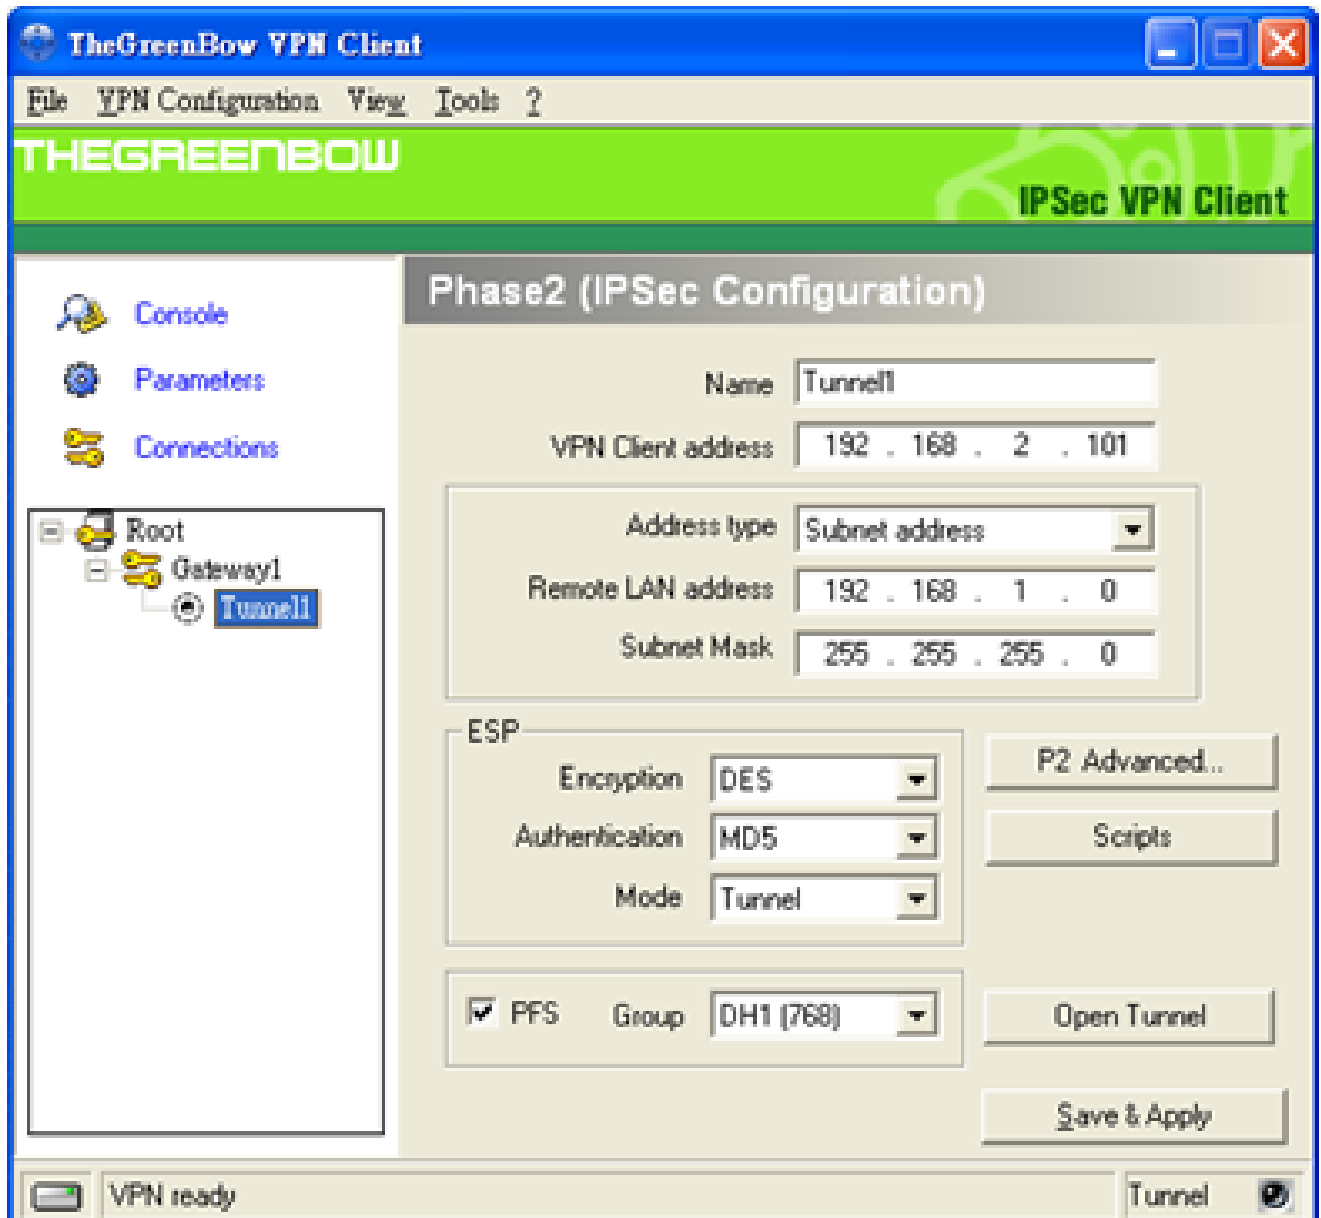 TheGreenBow VPN Client
File VPN Configuration View Tools ?
THEGREENBOW
IPSec VPN Client
Console
Parameters
Connections
Root
Gateway1
Tunnel1
Phase2 (IPSec Configuration)
Name Tunnel1
VPN Client address 192 . 168 . 2 . 101
Address type Subnet address
Remote LAN address 192 . 168 . 1 . 0
Subnet Mask 255 . 255 . 255 . 0
ESP
Encryption DES
Authentication MD5
Mode Tunnel
P2 Advanced...
Scripts
PFS Group DH1 (768)
Open Tunnel
Save & Apply
VPN ready Tunnel